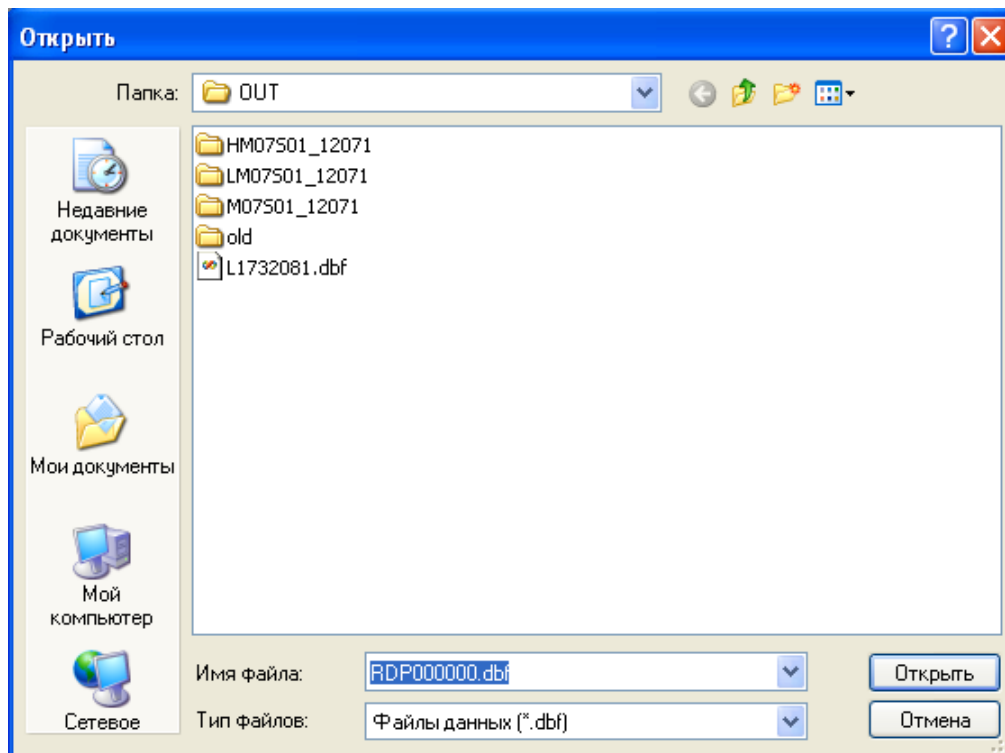 Открыть
Папка:
OUT
HM07S01_12071
LM07S01_12071
M07S01_12071
old
L1732081.dbf
Недавние
документы
Рабочий стол
Мои документы
Мой
компьютер
Сетевое
Имя файла:
RDP000000.dbf
Открыть
Тип файлов:
Файлы данных (*.dbf)
Отмена